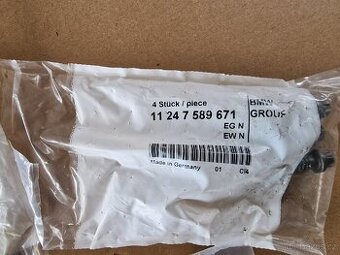 4 Stück / piece
11 24 7 589 671
EG N
EW N
BMW
GROUP
Made in Germany
01